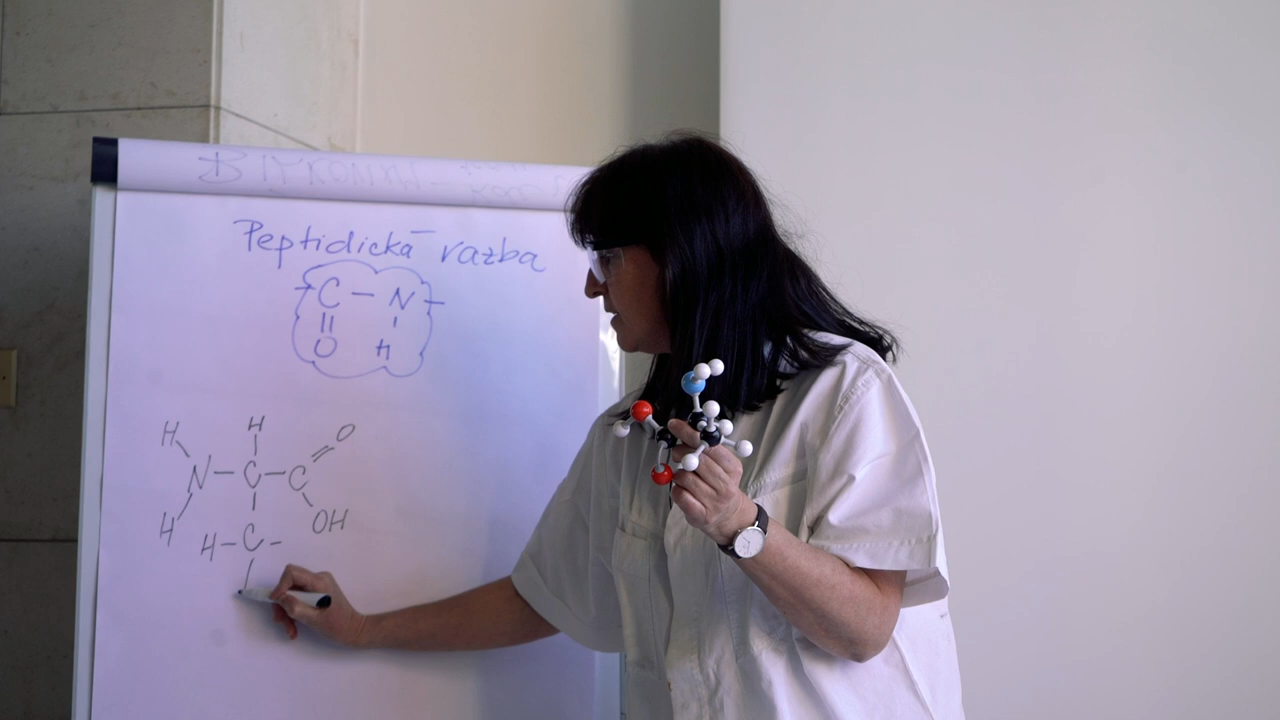 Peptidická vazba
C – N
O H
H H O
N – C – C
H H – C – OH